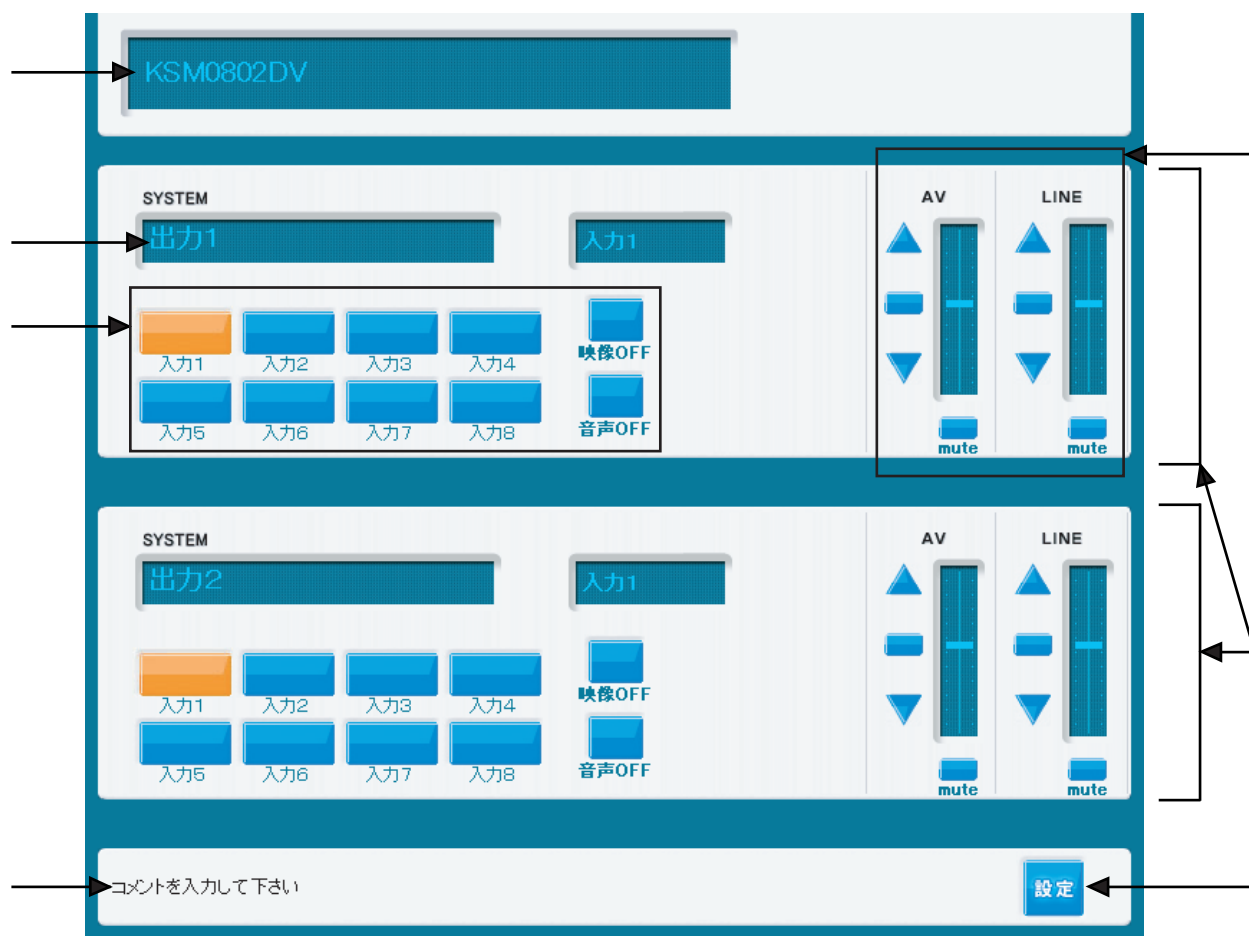 KSM0802DV
SYSTEM
出力1
入力1
AV
LINE
入力1
入力2
入力3
入力4
映像OFF
入力5
入力6
入力7
入力8
音声OFF
mute
mute
SYSTEM
出力2
入力1
AV
LINE
入力1
入力2
入力3
入力4
映像OFF
入力5
入力6
入力7
入力8
音声OFF
mute
mute
コメントを入力して下さい
設定